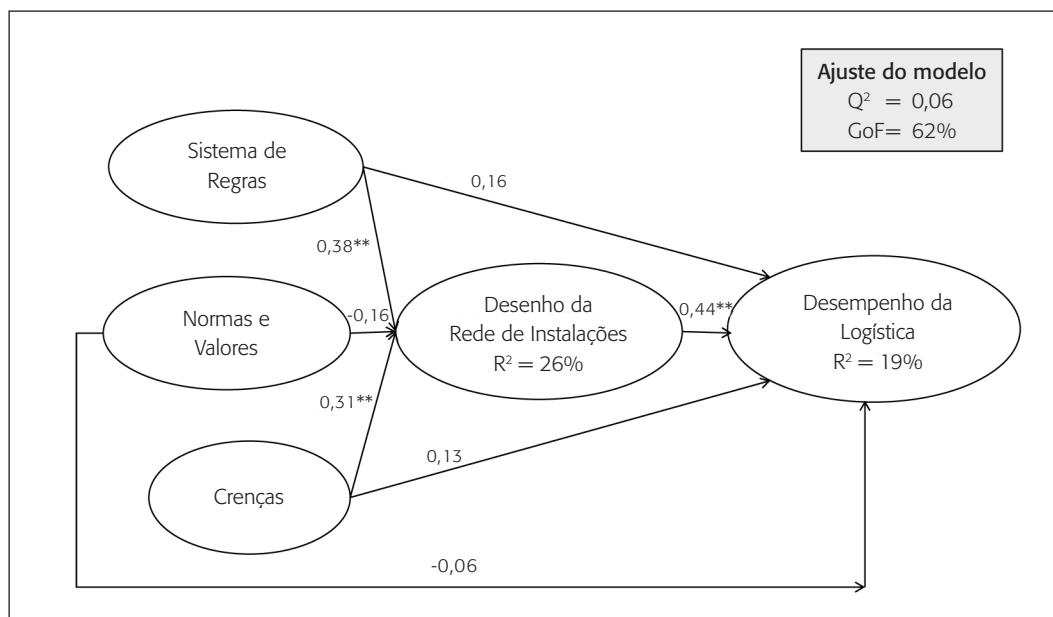 Ajuste do modelo
Q² = 0,06
GoF= 62%
Sistema de
Regras
0,16
0,38**
Normas e
Valores
-0,16
Desenho da
Rede de Instalações
R² = 26%
0,44**
Desempenho da
Logística
R² = 19%
0,31**
Crenças
0,13
-0,06